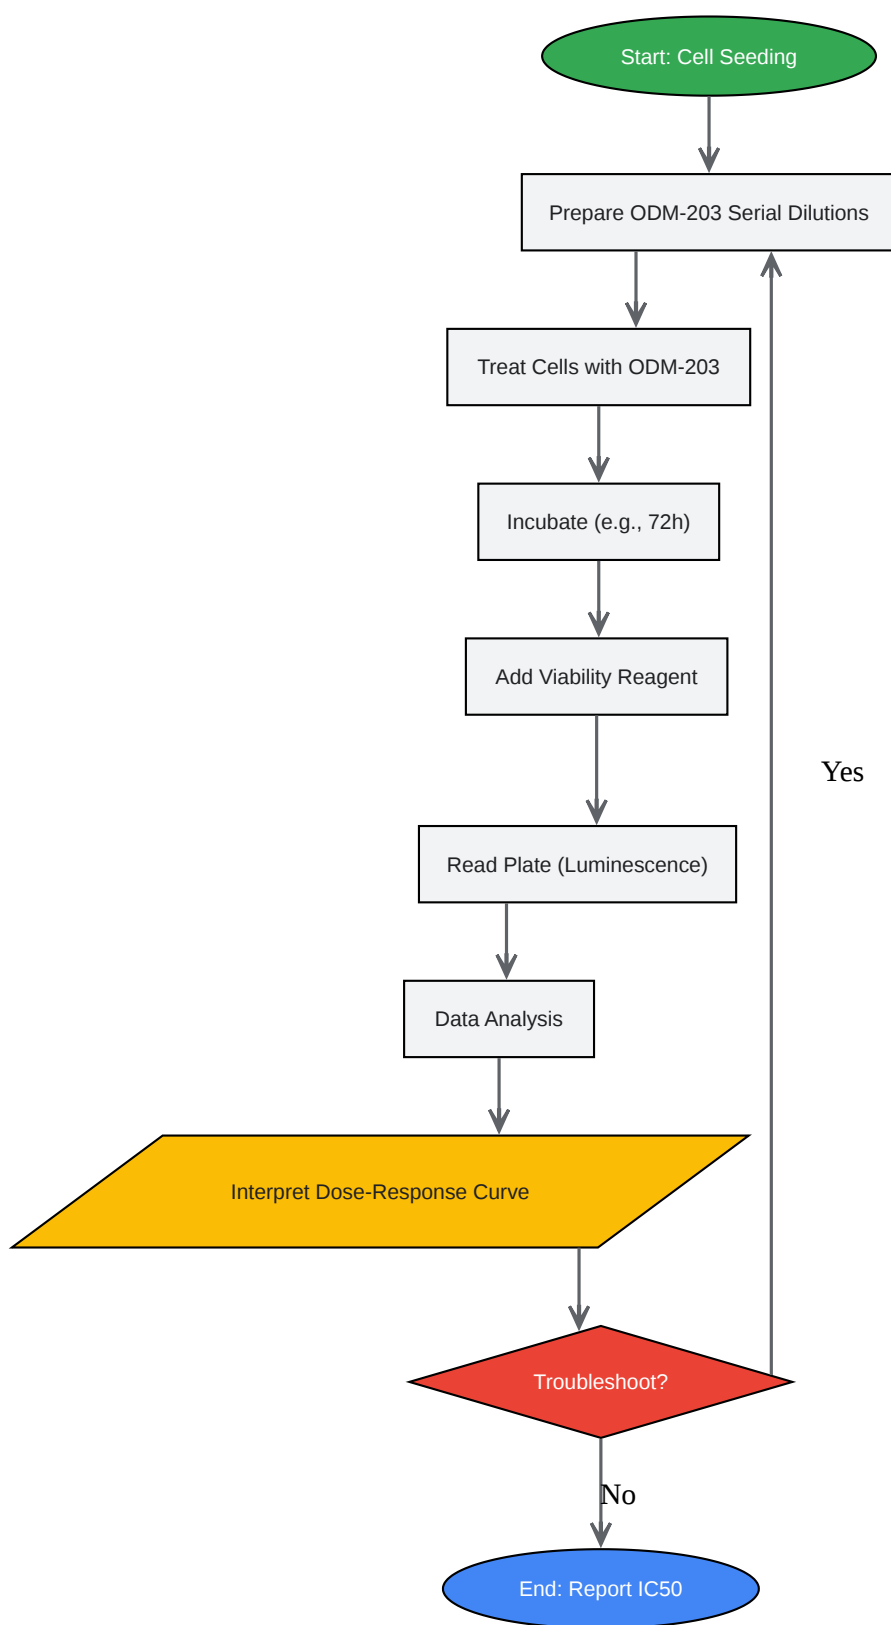 Start: Cell Seeding
Prepare ODM-203 Serial Dilutions
Treat Cells with ODM-203
Incubate (e.g., 72h)
Add Viability Reagent
Yes
Read Plate (Luminescence)
Data Analysis
Interpret Dose-Response Curve
Troubleshoot?
No
End: Report IC50